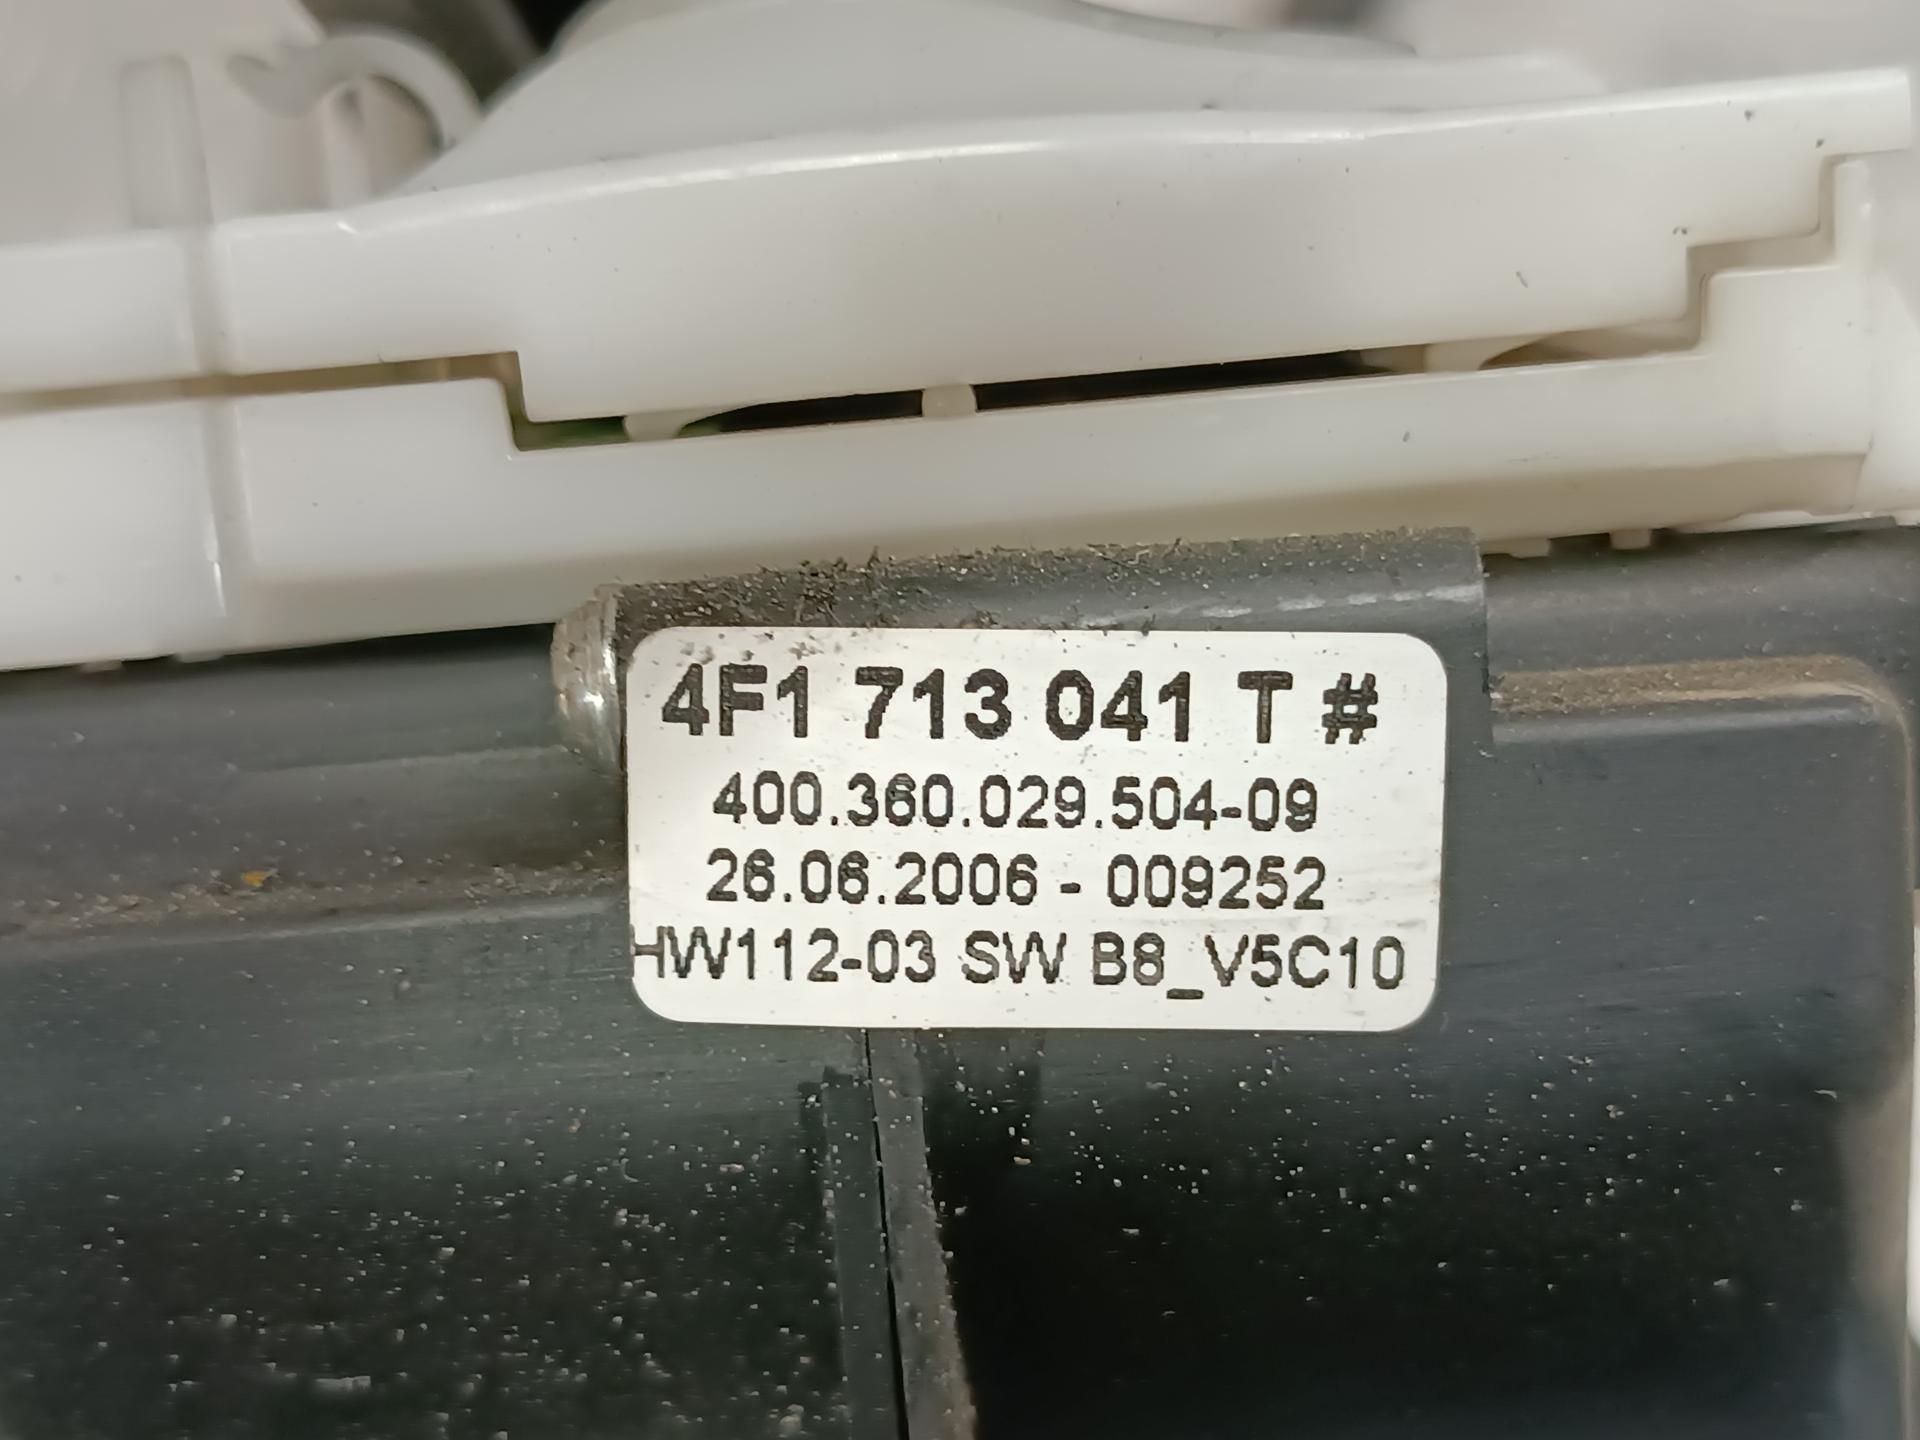 4F1 713 041 T #
400.360.029.504-09
26.06.2006 - 009252
HW112-03 SW B8_V5C10